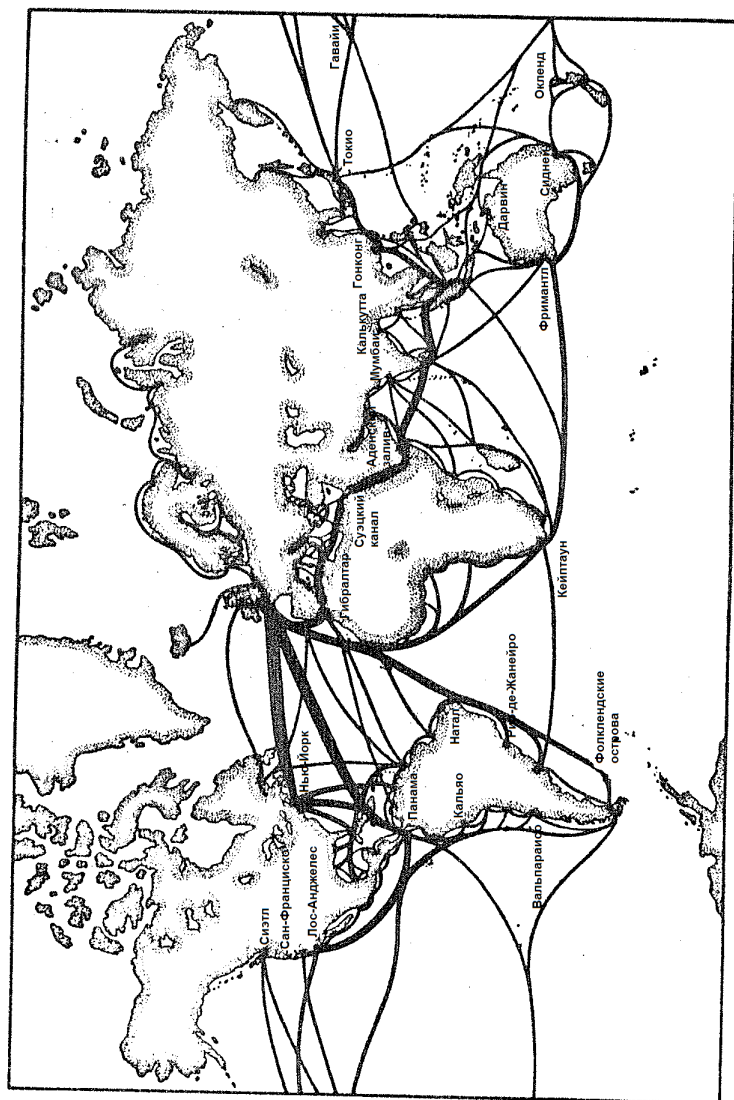 Сиэтл
Сан-Франциска
Лос-Анджелес
Нью-Йорк
Панама
Кальяо
Вальпараисо
Натал
Рио-де-Жанейро
Фолклендские
острова
Гибралтар
Суэцкий
канал
Аденский
залив
Кейптаун
Мумбаи
Калькутта
Гонконг
Токио
Гавайи
Фримантл
Дарвин
Сидней
Окленд